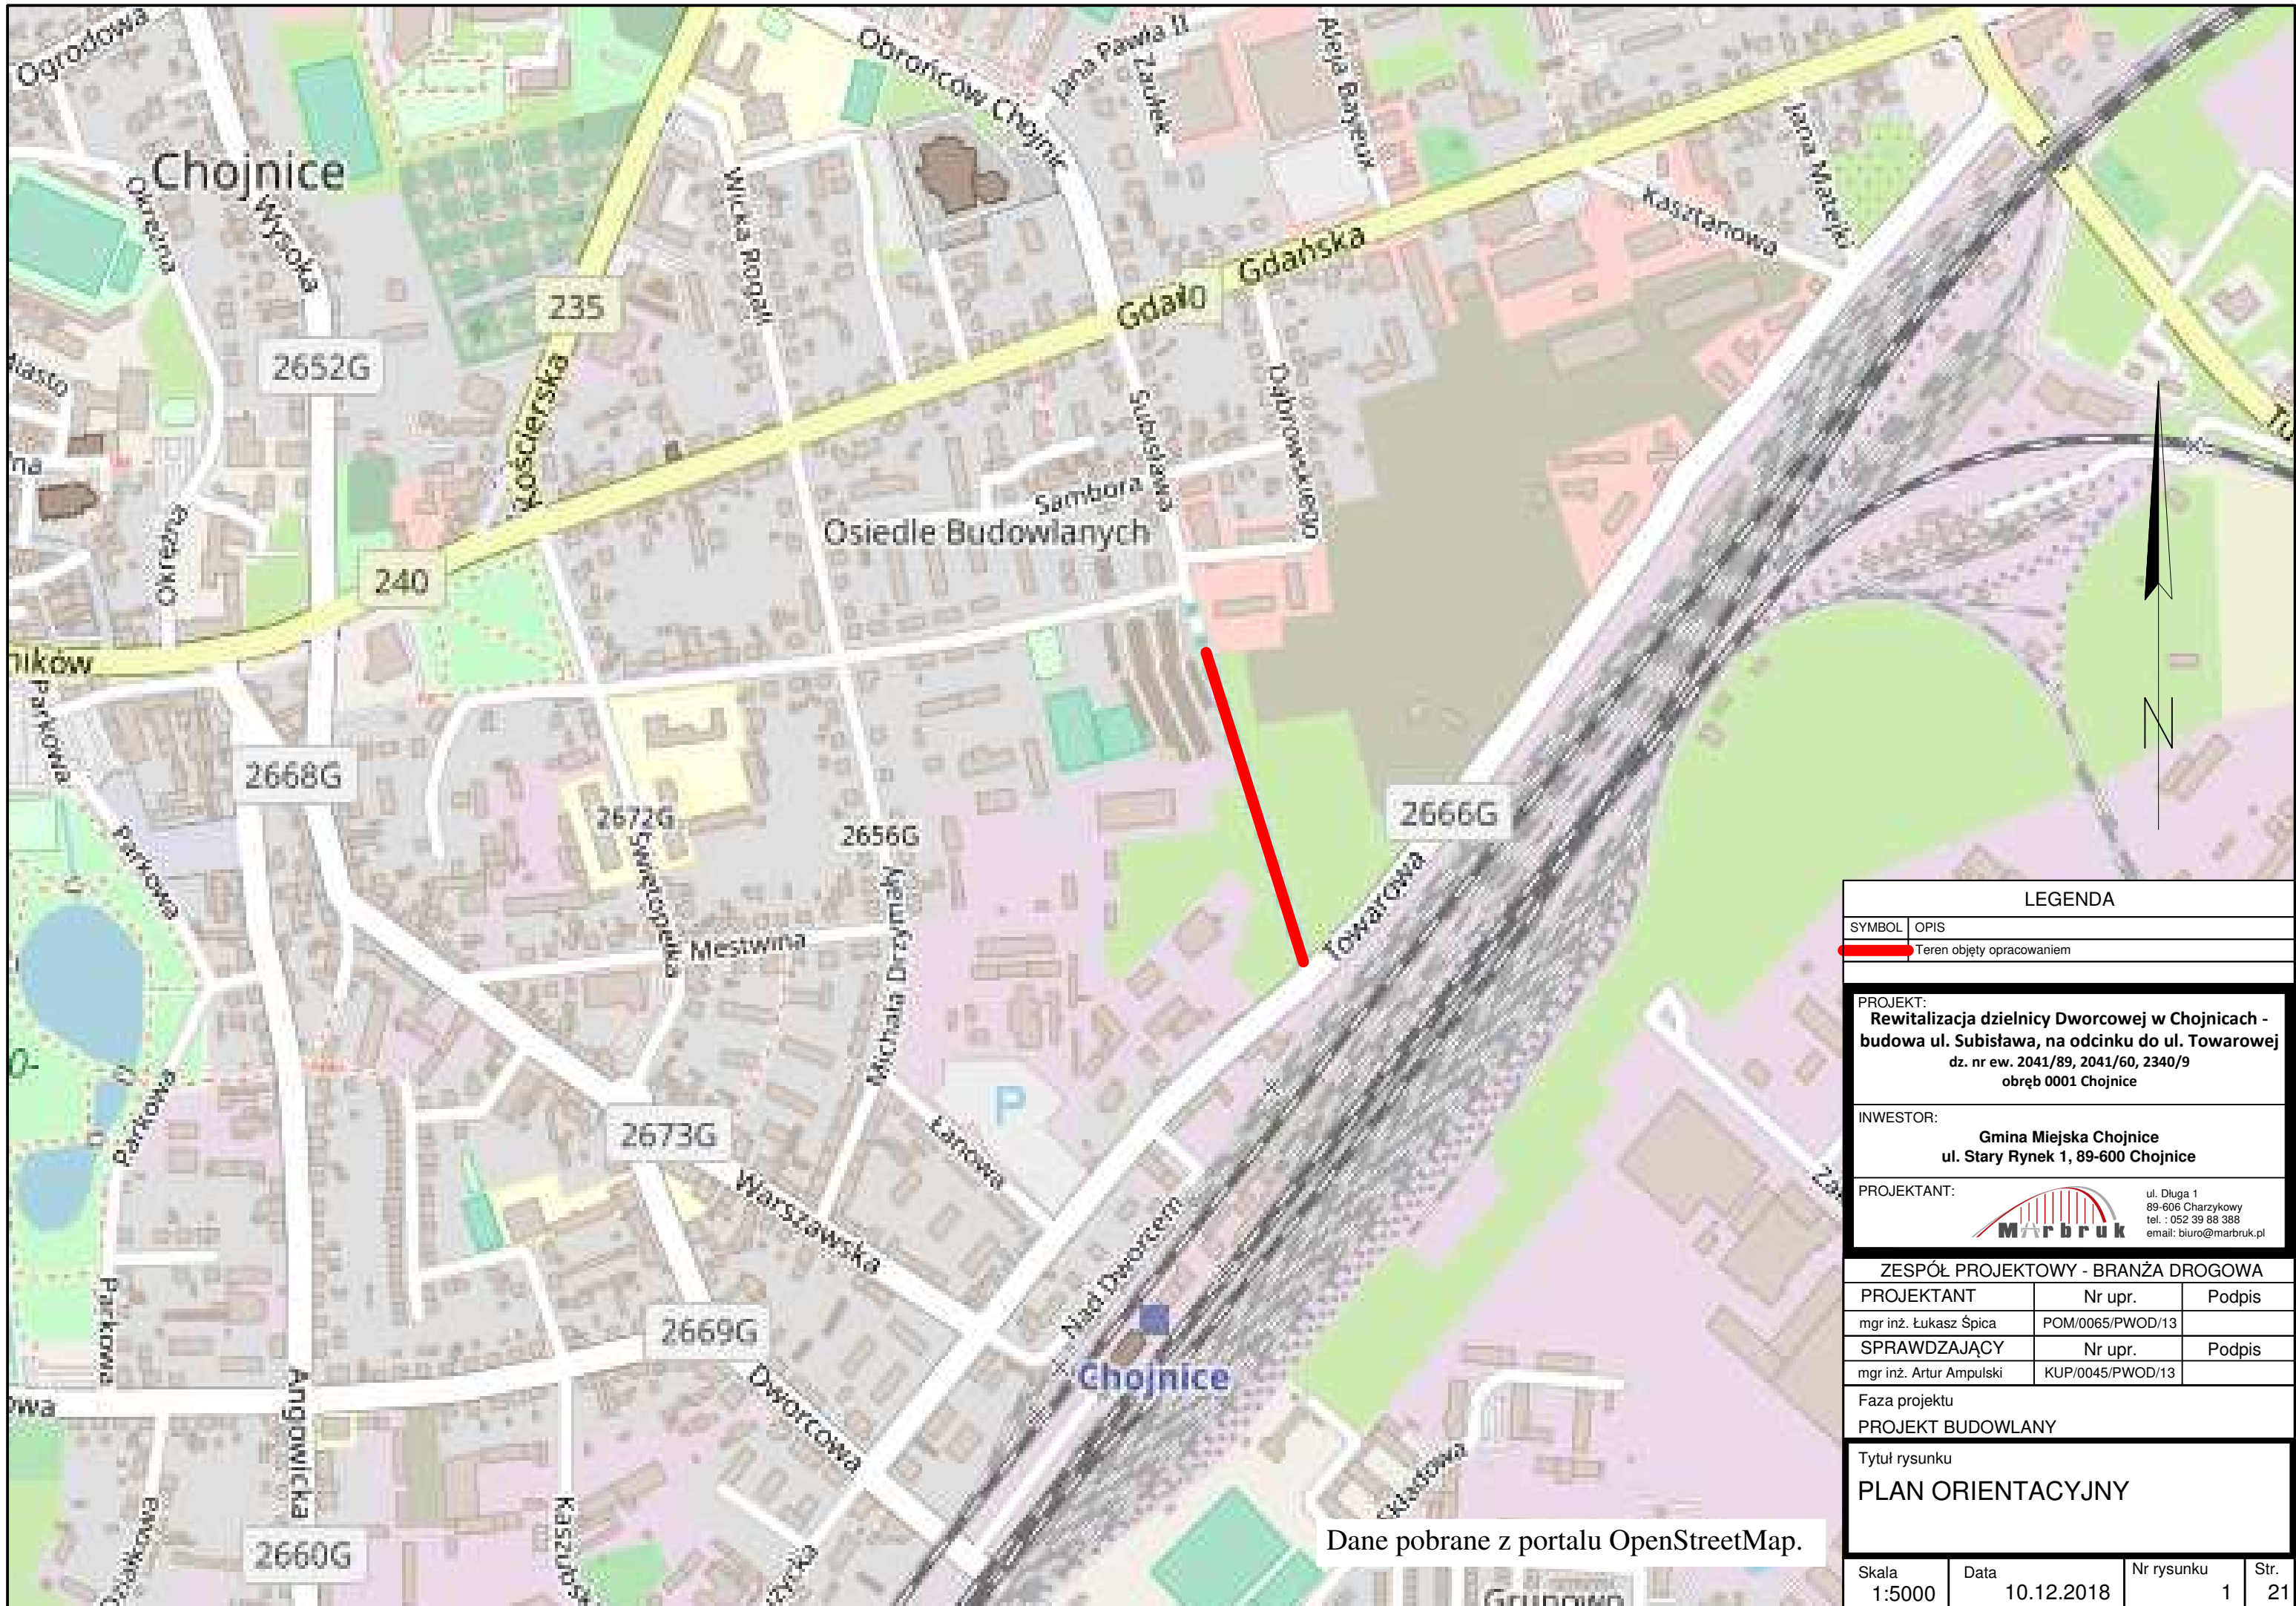 Ogrodowa
Chojnice
Okrężna
Wysoka
2652G
235
Kościerska
Obrońców Chojnic
Jana Pawła II
Zaułek
Aleja Bayeux
Gdańska
Kasztanowa
Jana Matejki
Subisława
Dąbrowskiego
Sambora
Osiedle Budowlanych
Okrężna
240
Parkowa
2668G
2672G
2656G
2666G
Towarowa
Parkowa
Świętopełka
Mestwina
Michała Drzymały
Parkowa
P
2673G
Łanowa
Warszawska
Nad Dworcem
Parkowa
2669G
Chojnice
Angowicka
Dworcowa
2660G
N
LEGENDA
SYMBOL OPIS
Teren objęty opracowaniem
PROJEKT:
Rewitalizacja dzielnicy Dworcowej w Chojnicach -
budowa ul. Subisława, na odcinku do ul. Towarowej
dz. nr ew. 2041/89, 2041/60, 2340/9
obręb 0001 Chojnice
INWESTOR:
Gmina Miejska Chojnice
ul. Stary Rynek 1, 89-600 Chojnice
PROJEKTANT:
Marbruk
ul. Długa 1
89-606 Charzykowy
tel. : 052 39 88 388
email: biuro@marbruk.pl
ZESPÓŁ PROJEKTOWY - BRANŻA DROGOWA
PROJEKTANT Nr upr. Podpis
mgr inż. Łukasz Śpica POM/0065/PWOD/13
SPRAWDZAJĄCY Nr upr. Podpis
mgr inż. Artur Ampulski KUP/0045/PWOD/13
Faza projektu
PROJEKT BUDOWLANY
Tytuł rysunku
PLAN ORIENTACYJNY
Dane pobrane z portalu OpenStreetMap.
Skala Data Nr rysunku Str.
1:5000 10.12.2018 1 21